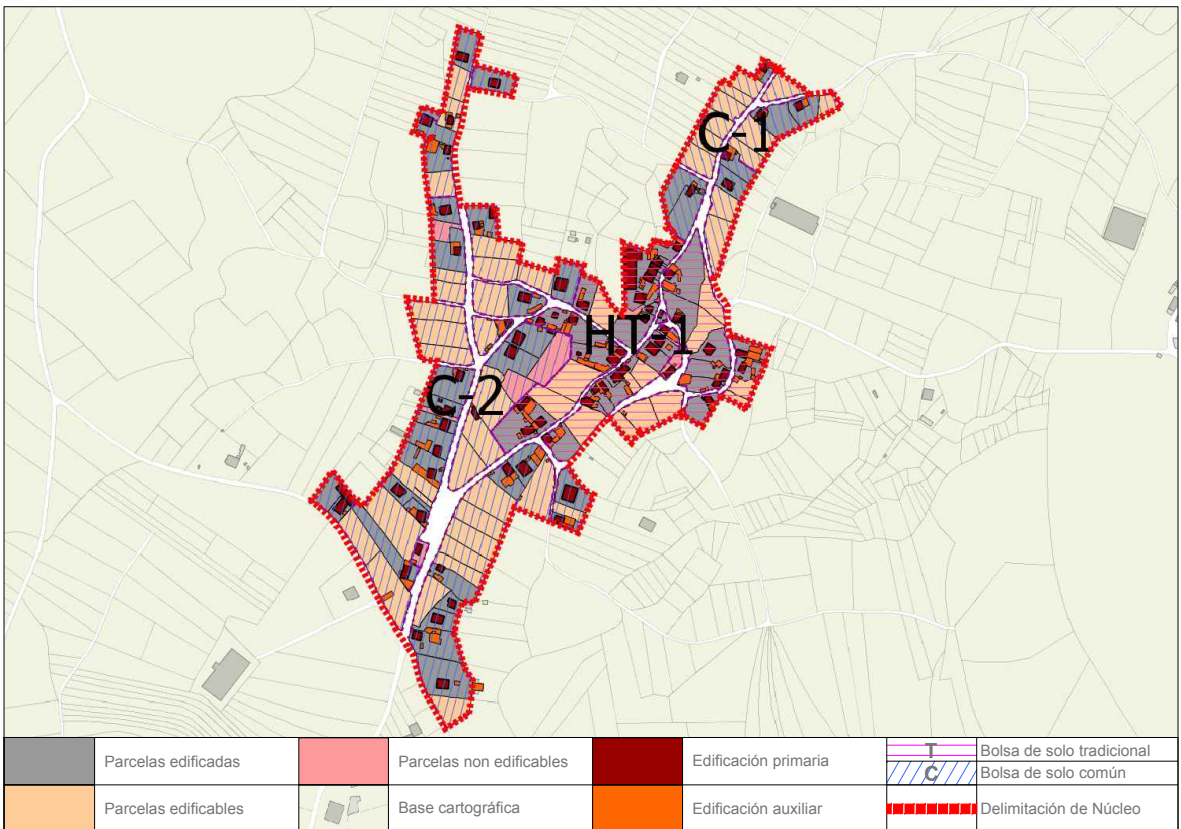 C-1
HT-1
C-2
Parcelas edificadas
Parcelas non edificables
Edificación primaria
T
Bolsa de solo tradicional
C
Bolsa de solo común
Parcelas edificables
Base cartográfica
Edificación auxiliar
Delimitación de Núcleo